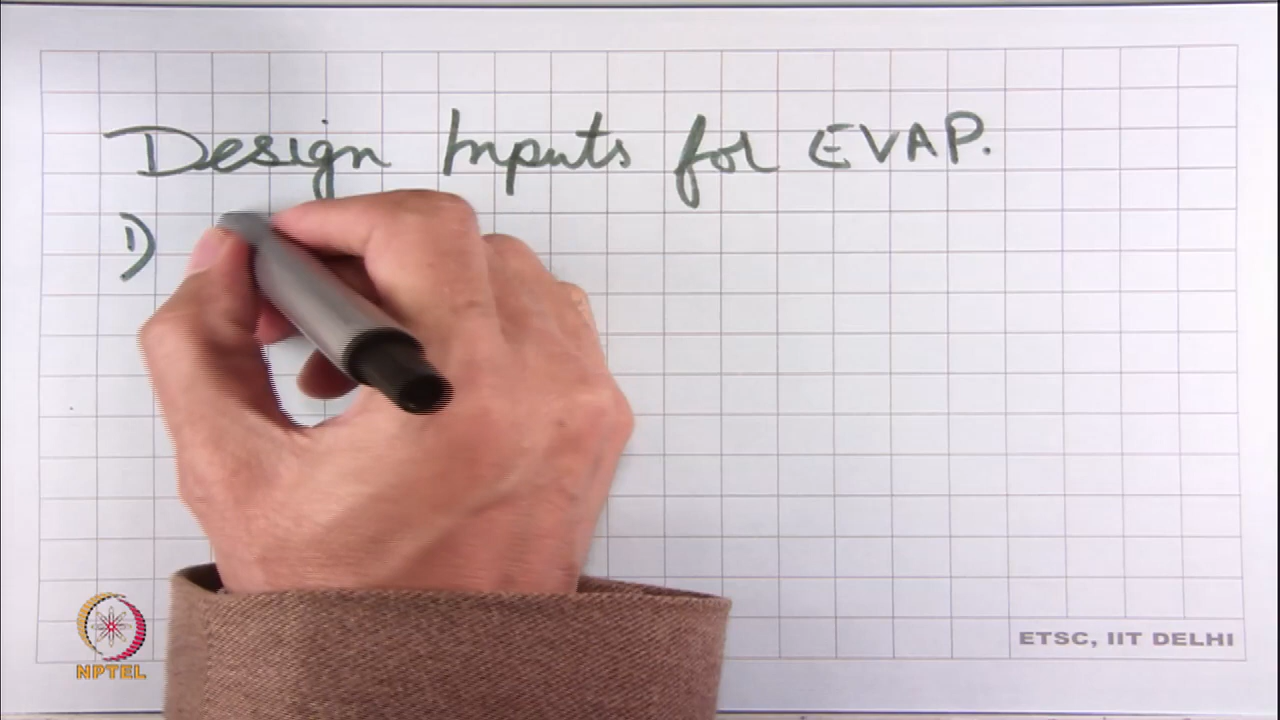 Design Inputs for EVAP.
1)
NPTEL
ETSC, IIT DELHI